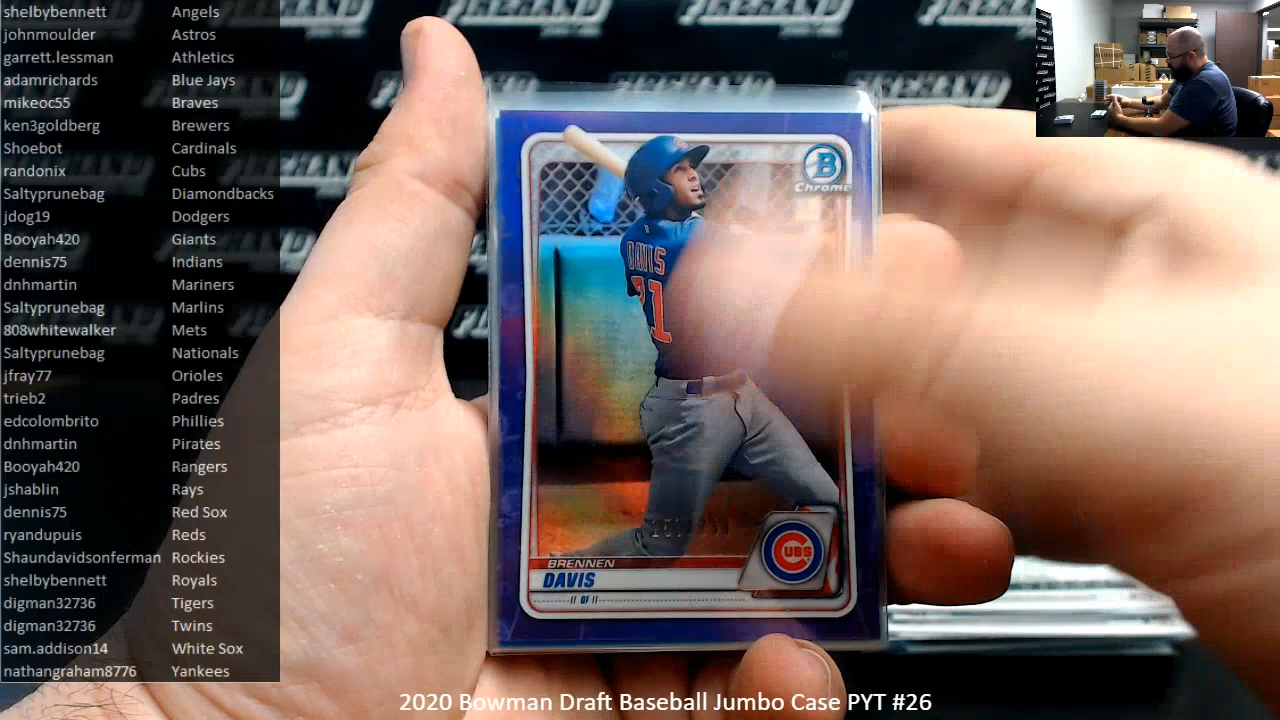 shelbybennett Angels
johnmoulder Astros
garrett.lessman Athletics
adamrichards Blue Jays
mikeoc55 Braves
ken3goldberg Brewers
Shoebot Cardinals
randonix Cubs
Saltyprunebag Diamondbacks
jdog19 Dodgers
Booyah420 Giants
dennis75 Indians
dnhmartin Mariners
Saltyprunebag Marlins
808whitewalker Mets
Saltyprunebag Nationals
jfray77 Orioles
trieb2 Padres
edcolombrito Phillies
dnhmartin Pirates
Booyah420 Rangers
jshablin Rays
dennis75 Red Sox
ryandupuis Reds
Shaundavidsonferman Rockies
shelbybennett Royals
digman32736 Tigers
digman32736 Twins
sam.addison14 White Sox
nathangraham8776 Yankees
FIREHAND
B
Chrome
DAVIS
21
CUBS
BRENNEN
DAVIS
// OF //
2020 Bowman Draft Baseball Jumbo Case PYT #26